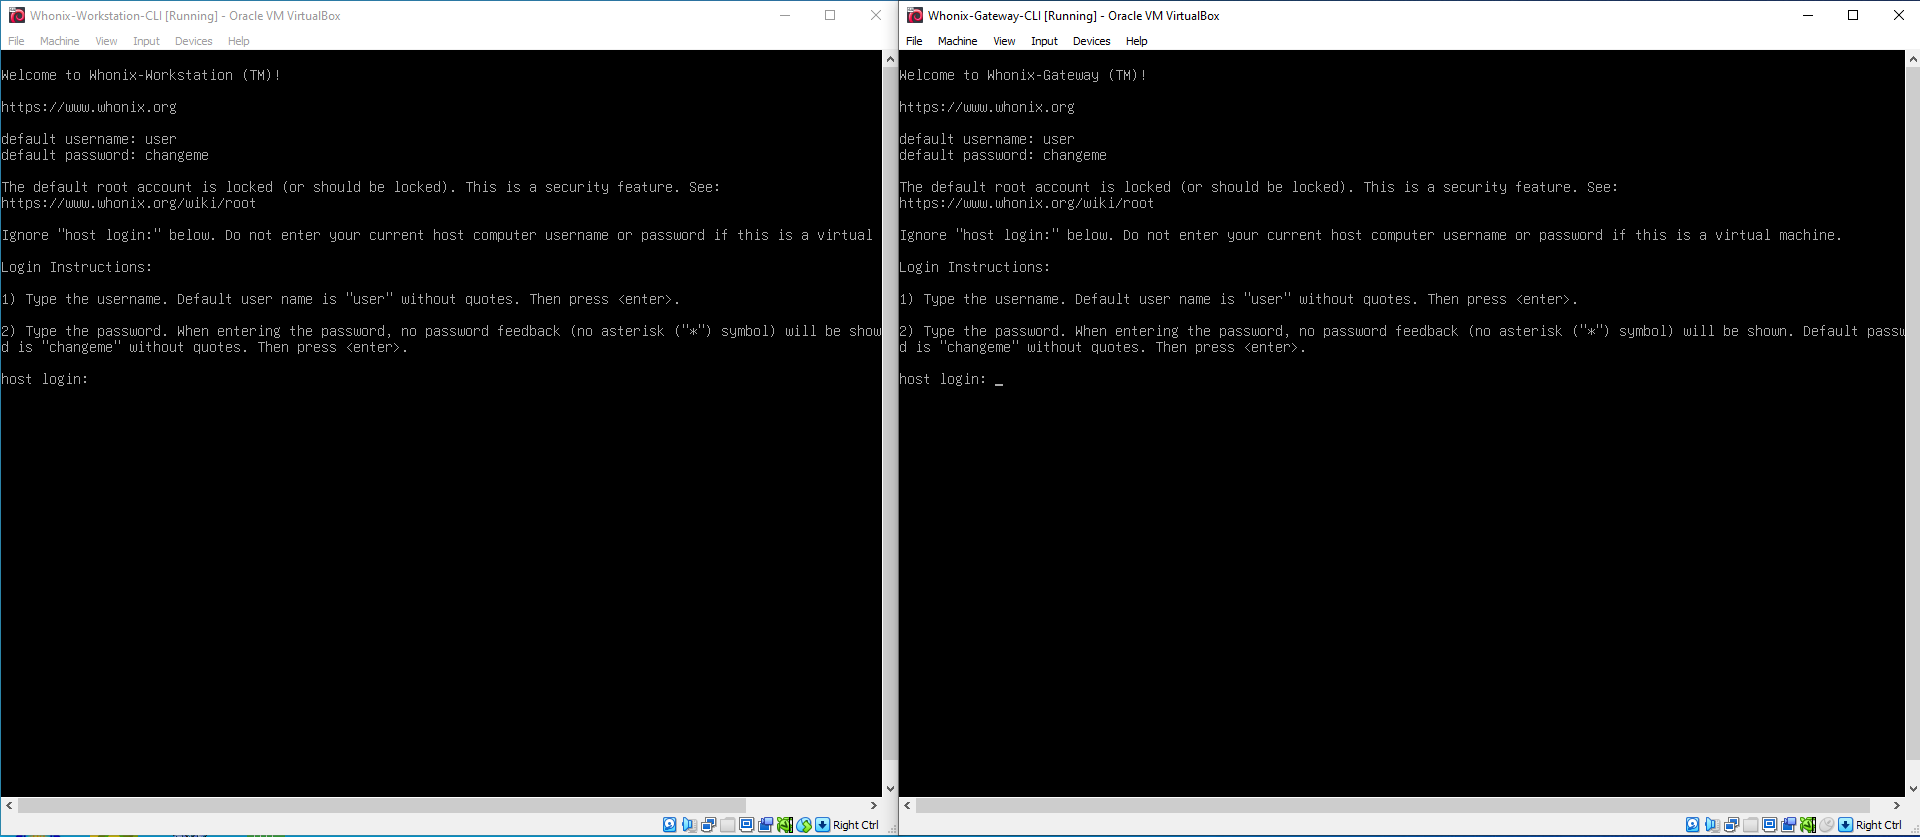 Whonix-Workstation-CLI [Running] - Oracle VM VirtualBox
File Machine View Input Devices Help
Welcome to Whonix-Workstation (TM)!
https://www.whonix.org
default username: user
default password: changeme
The default root account is locked (or should be locked). This is a security feature. See:
https://www.whonix.org/wiki/root
Ignore "host login:" below. Do not enter your current host computer username or password if this is a virtual
Login Instructions:
1) Type the username. Default user name is "user" without quotes. Then press <enter>.
2) Type the password. When entering the password, no password feedback (no asterisk ("*") symbol) will be show
d is "changeme" without quotes. Then press <enter>.
host login:
Right Ctrl
Whonix-Gateway-CLI [Running] - Oracle VM VirtualBox
File Machine View Input Devices Help
Welcome to Whonix-Gateway (TM)!
https://www.whonix.org
default username: user
default password: changeme
The default root account is locked (or should be locked). This is a security feature. See:
https://www.whonix.org/wiki/root
Ignore "host login:" below. Do not enter your current host computer username or password if this is a virtual machine.
Login Instructions:
1) Type the username. Default user name is "user" without quotes. Then press <enter>.
2) Type the password. When entering the password, no password feedback (no asterisk ("*") symbol) will be shown. Default passw
d is "changeme" without quotes. Then press <enter>.
host login: _
Right Ctrl